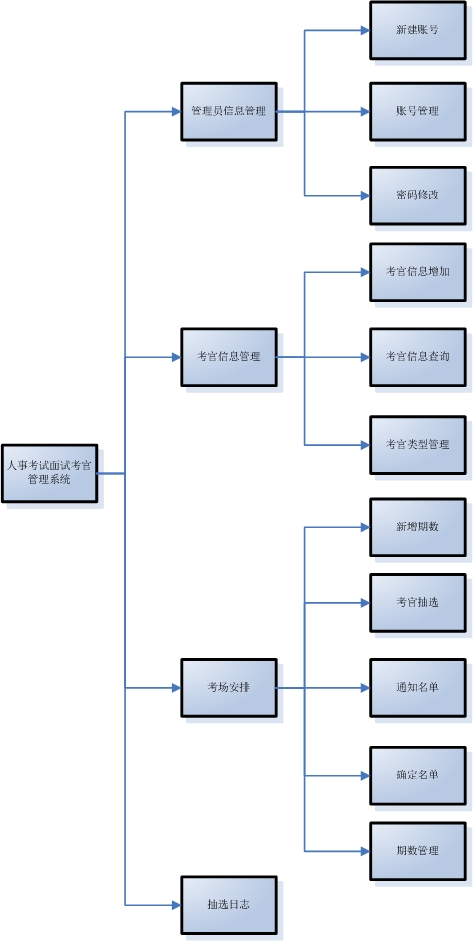 新建账号
管理员信息管理
账号管理
密码修改
考官信息增加
考官信息管理
考官信息查询
考官类型管理
人事考试面试考官
管理系统
新增期数
考官抽选
考场安排
通知名单
确定名单
期数管理
抽选日志